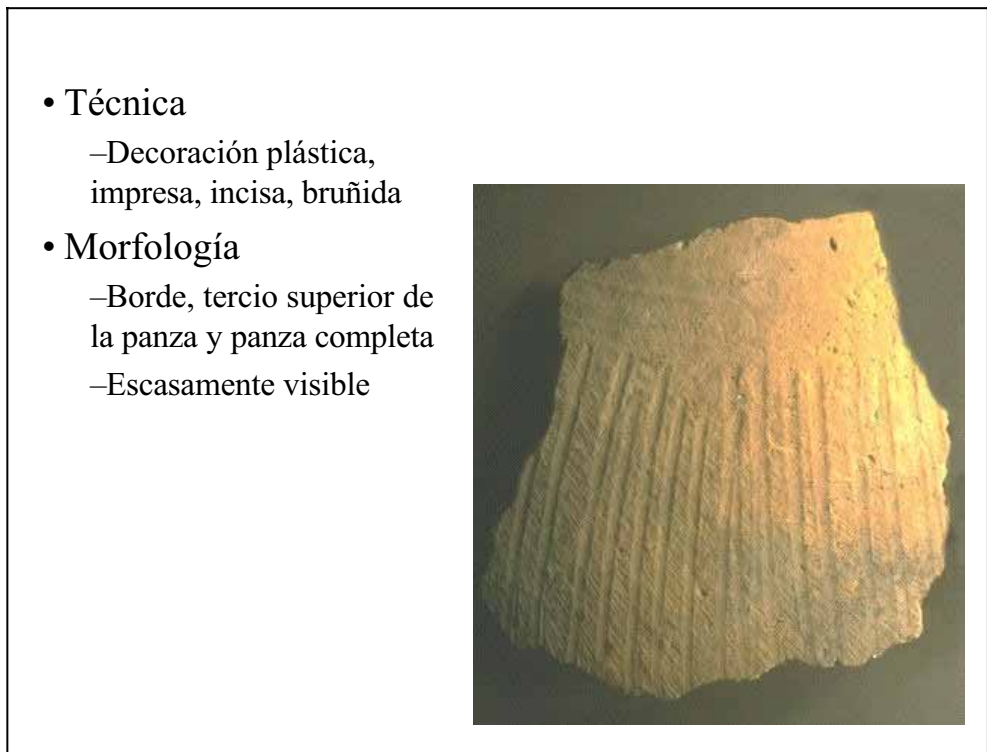 • Técnica
–Decoración plástica,
impresa, incisa, bruñida
• Morfología
–Borde, tercio superior de
la panza y panza completa
–Escasamente visible